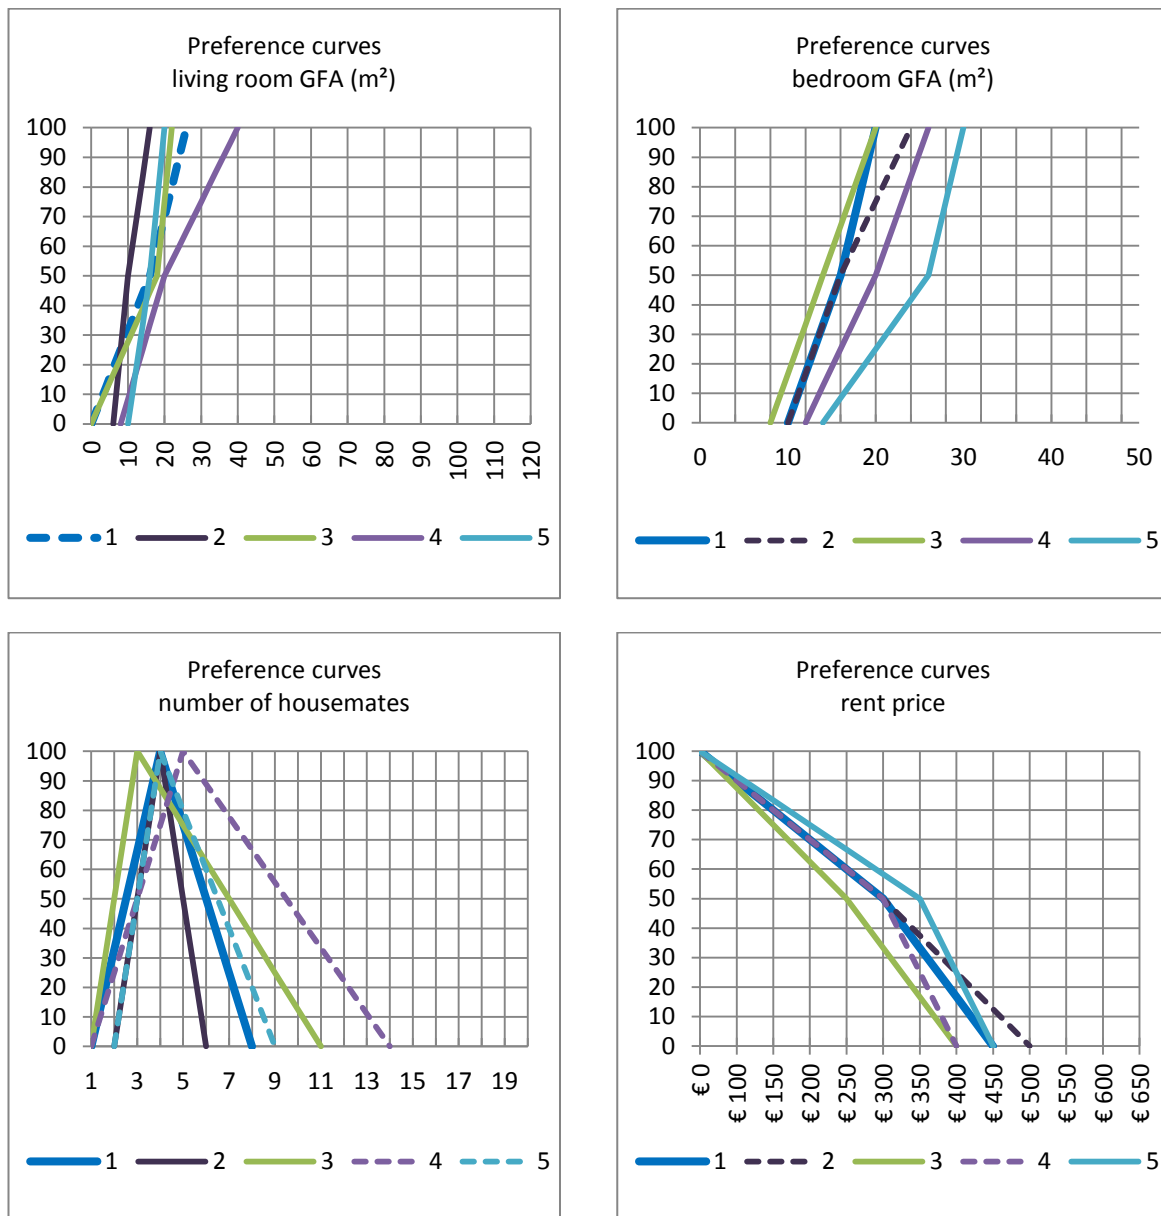 Preference curves
living room GFA (m²)
100
90
80
70
60
50
40
30
20
10
0
0 10 20 30 40 50 60 70 80 90 100 110 120
1 2 3 4 5
Preference curves
bedroom GFA (m²)
100
90
80
70
60
50
40
30
20
10
0
0 10 20 30 40 50
1 2 3 4 5
Preference curves
number of housemates
100
90
80
70
60
50
40
30
20
10
0
1 3 5 7 9 11 13 15 17 19
1 2 3 4 5
Preference curves
rent price
100
90
80
70
60
50
40
30
20
10
0
€ 0 € 100 € 150 € 200 € 250 € 300 € 350 € 400 € 450 € 500 € 550 € 600 € 650
1 2 3 4 5